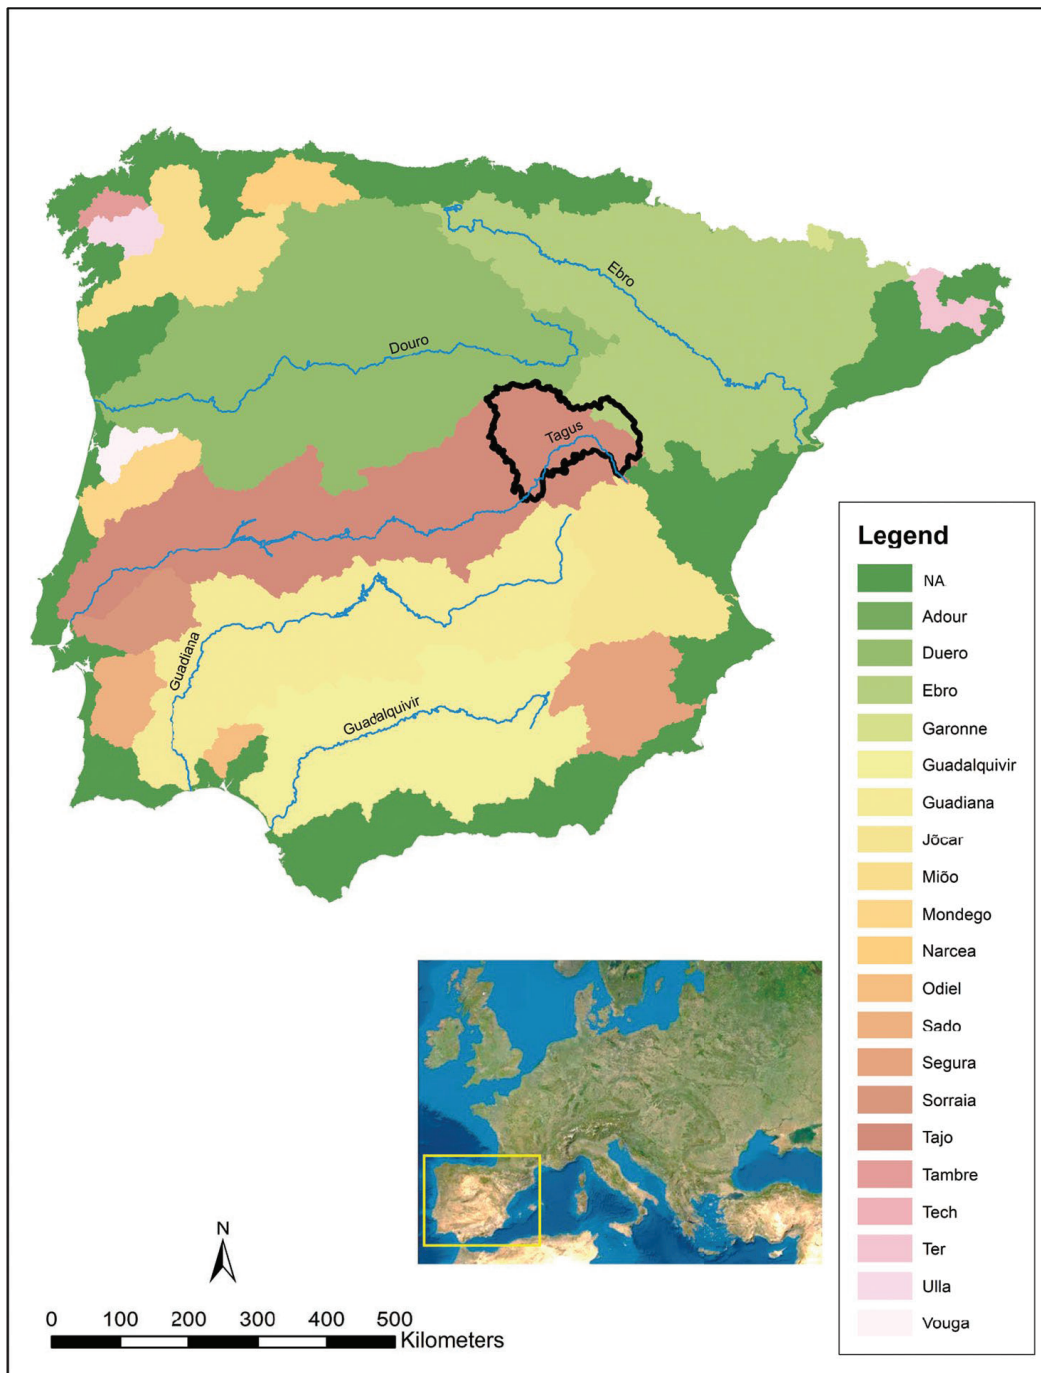 Ebro
Douro
Tagus
Guadiana
Guadalquivir
Legend
NA
Adour
Duero
Ebro
Garonne
Guadalquivir
Guadiana
Jõcar
Miõo
Mondego
Narcea
Odiel
Sado
Segura
Sorraia
Tajo
Tambre
Tech
Ter
Ulla
Vouga
N
0 100 200 300 400 500
Kilometers